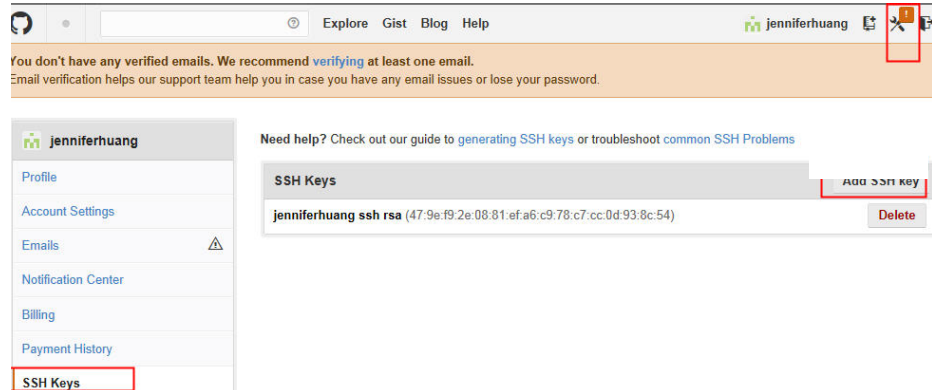 Explore Gist Blog Help jenniferhuang
You don't have any verified emails. We recommend verifying at least one email.
Email verification helps our support team help you in case you have any email issues or lose your password.
jenniferhuang
Need help? Check out our guide to generating SSH keys or troubleshoot common SSH Problems
Profile
SSH Keys
Add SSH key
Account Settings
jenniferhuang ssh rsa (47:9e:f9:2e:08:81:ef:a6:c9:78:c7:cc:0d:93:8c:54)
Delete
Emails
Notification Center
Billing
Payment History
SSH Keys